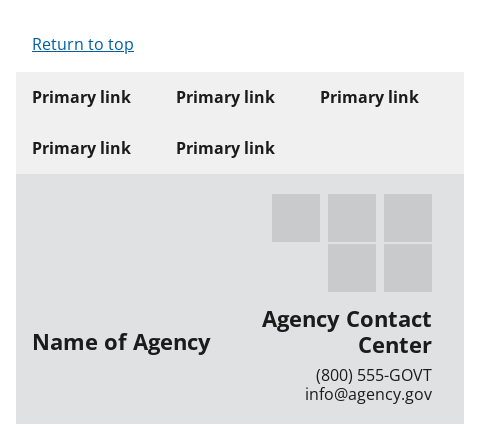 Return to top
Primary link Primary link Primary link
Primary link Primary link
Name of Agency
Agency Contact
Center
(800) 555-GOVT
info@agency.gov